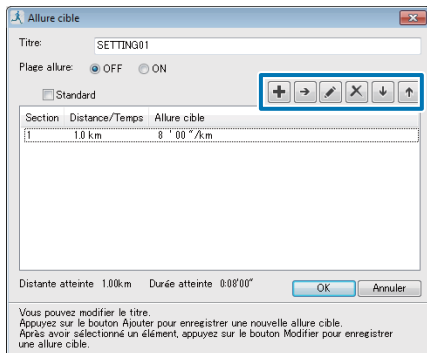 Allure cible
Titre: SETTING01
Plage allure: OFF ON
Standard
Section Distance/Temps Allure cible
1 1.0 km 8 ' 00 "/km
Distante atteinte 1.00km Durée atteinte 0:08'00"
OK Annuler
Vous pouvez modifier le titre.
Appuyez sur le bouton Ajouter pour enregistrer une nouvelle allure cible.
Après avoir sélectionné un élément, appuyez sur le bouton Modifier pour enregistrer
une allure cible.